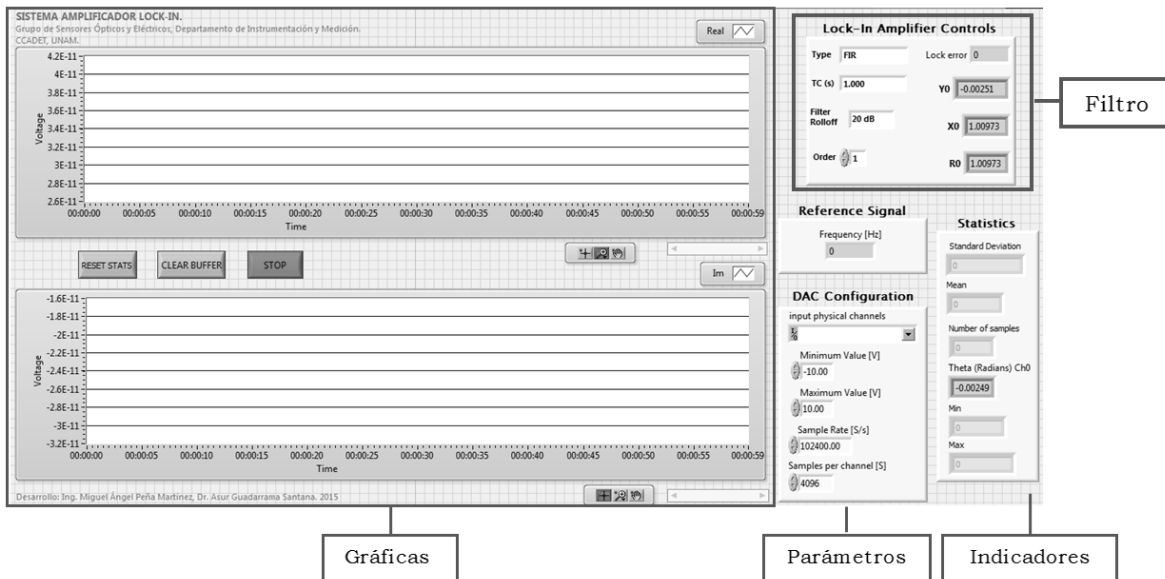 SISTEMA AMPLIFICADOR LOCK-IN.
Grupo de Sensores Ópticos y Eléctricos, Departamento de Instrumentación y Medición.
CCADET, UNAM.
Real
4.2E-11
4E-11
3.8E-11
3.6E-11
3.4E-11
3.2E-11
3E-11
2.8E-11
2.6E-11
Voltage
00:00:00 00:00:05 00:00:10 00:00:15 00:00:20 00:00:25 00:00:30 00:00:35 00:00:40 00:00:45 00:00:50 00:00:55 00:00:59
Time
RESET STATS CLEAR BUFFER STOP
Im
-1.6E-11
-1.8E-11
-2E-11
-2.2E-11
-2.4E-11
-2.6E-11
-2.8E-11
-3E-11
-3.2E-11
Voltage
00:00:00 00:00:05 00:00:10 00:00:15 00:00:20 00:00:25 00:00:30 00:00:35 00:00:40 00:00:45 00:00:50 00:00:55 00:00:59
Time
Desarrollo: Ing. Miguel Ángel Peña Martínez, Dr. Asur Guadarrama Santana. 2015
Lock-In Amplifier Controls
Type FIR
Lock error 0
TC (s) 1.000
Y0 -0.00251
Filter
Rolloff 20 dB
X0 1.00973
Order 1
R0 1.00973
Filtro
Reference Signal
Frequency [Hz]
0
DAC Configuration
input physical channels
Minimum Value [V]
-10.00
Maximum Value [V]
10.00
Sample Rate [S/s]
102400.00
Samples per channel [S]
4096
Statistics
Standard Deviation
0
Mean
0
Number of samples
0
Theta (Radians) Ch0
-0.00249
Min
0
Max
0
Gráficas
Parámetros
Indicadores